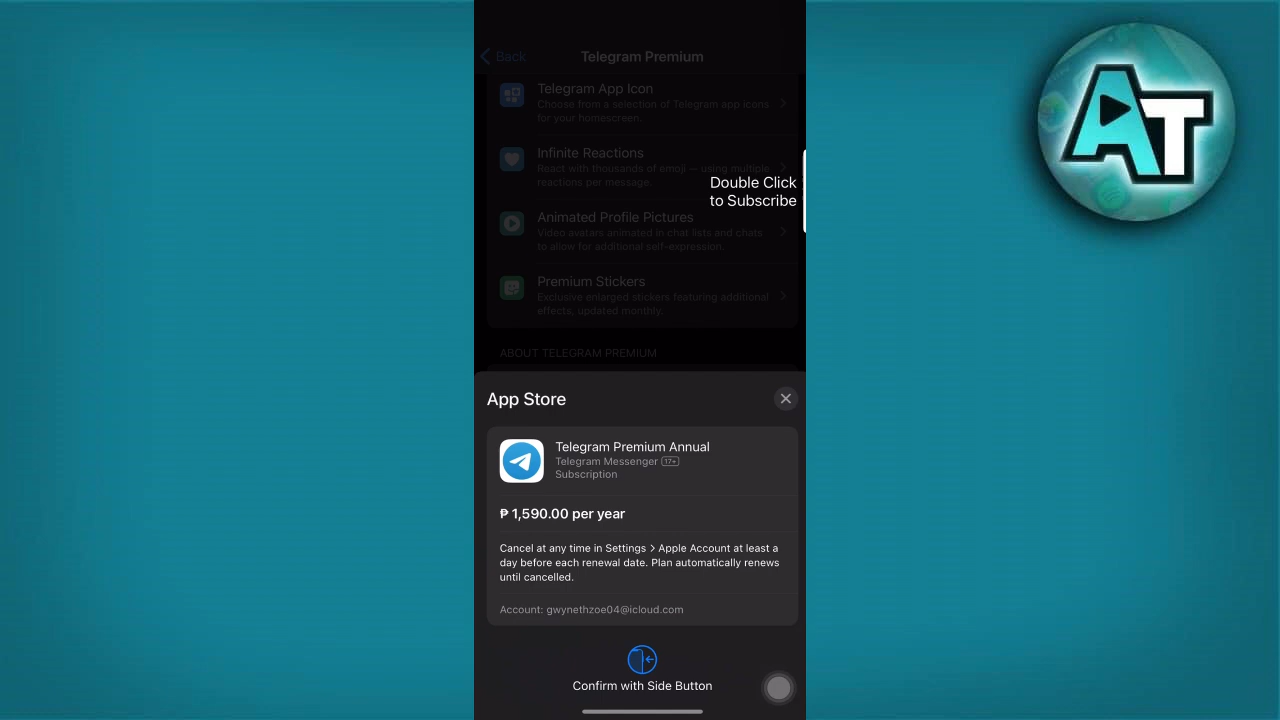 Back
Telegram Premium
Telegram App Icon
Choose from a selection of Telegram app icons
for your homescreen.
Infinite Reactions
React with thousands of emoji — using multiple
reactions per message.
Double Click
to Subscribe
Animated Profile Pictures
Video avatars animated in chat lists and chats
to allow for additional self-expression.
Premium Stickers
Exclusive enlarged stickers featuring additional
effects, updated monthly.
ABOUT TELEGRAM PREMIUM
App Store
Telegram Premium Annual
Telegram Messenger 17+
Subscription
₱ 1,590.00 per year
Cancel at any time in Settings > Apple Account at least a
day before each renewal date. Plan automatically renews
until cancelled.
Account: gwynethzoe04@icloud.com
Confirm with Side Button
AT